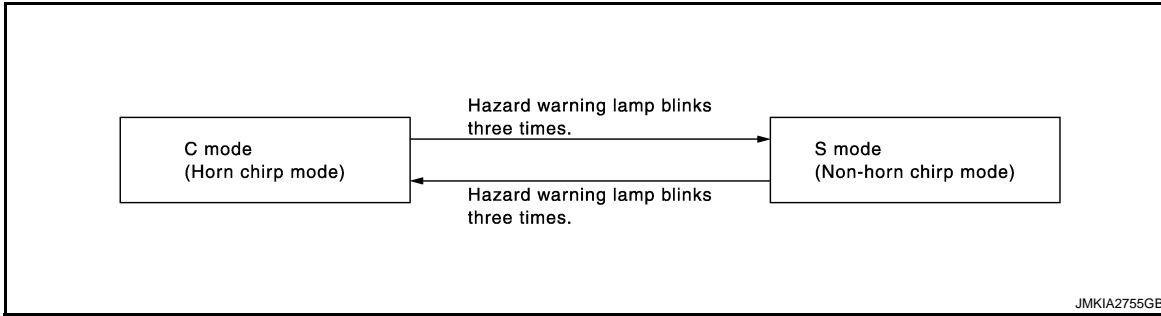 Hazard warning lamp blinks
three times.
C mode
(Horn chirp mode)
S mode
(Non-horn chirp mode)
Hazard warning lamp blinks
three times.
JMKIA2755GB